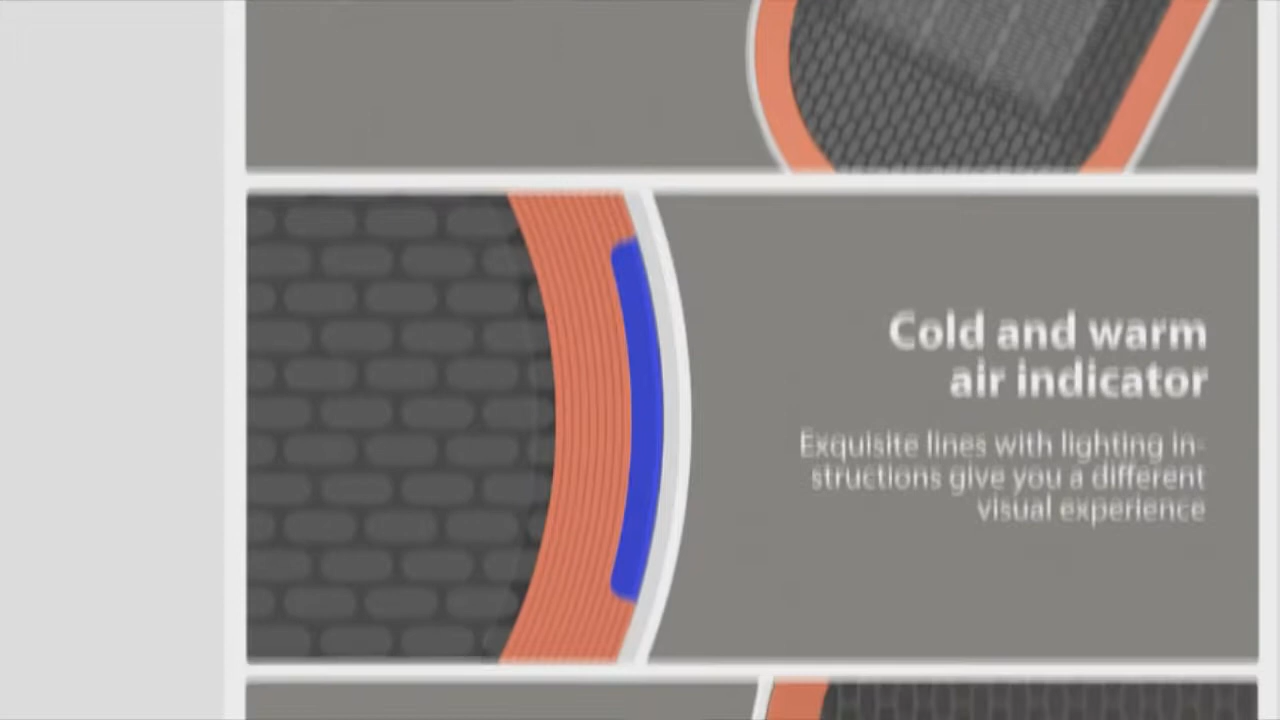 Cold and warm
air indicator
Exquisite lines with lighting in-
structions give you a different
visual experience